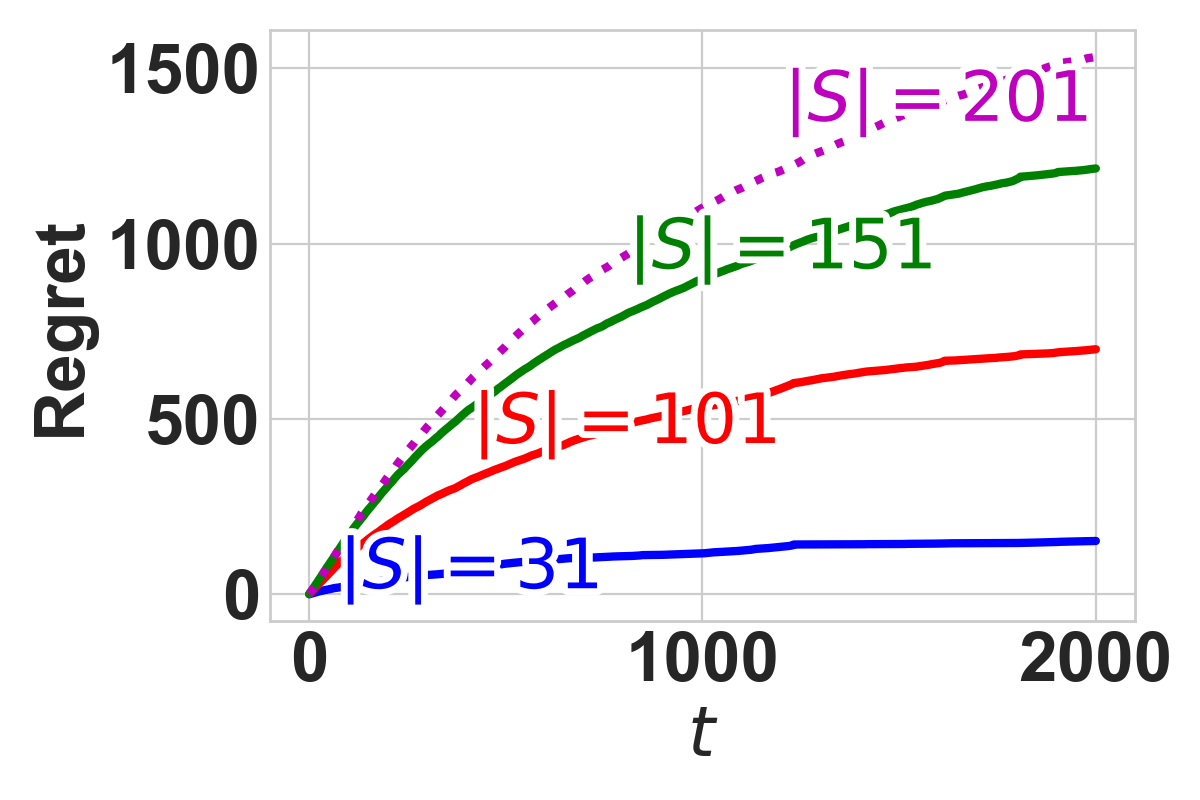 1500
|S| = 201
1000
|S| = 151
Regret
500
|S| = 101
|S| = 31
0
0 1000 2000
t